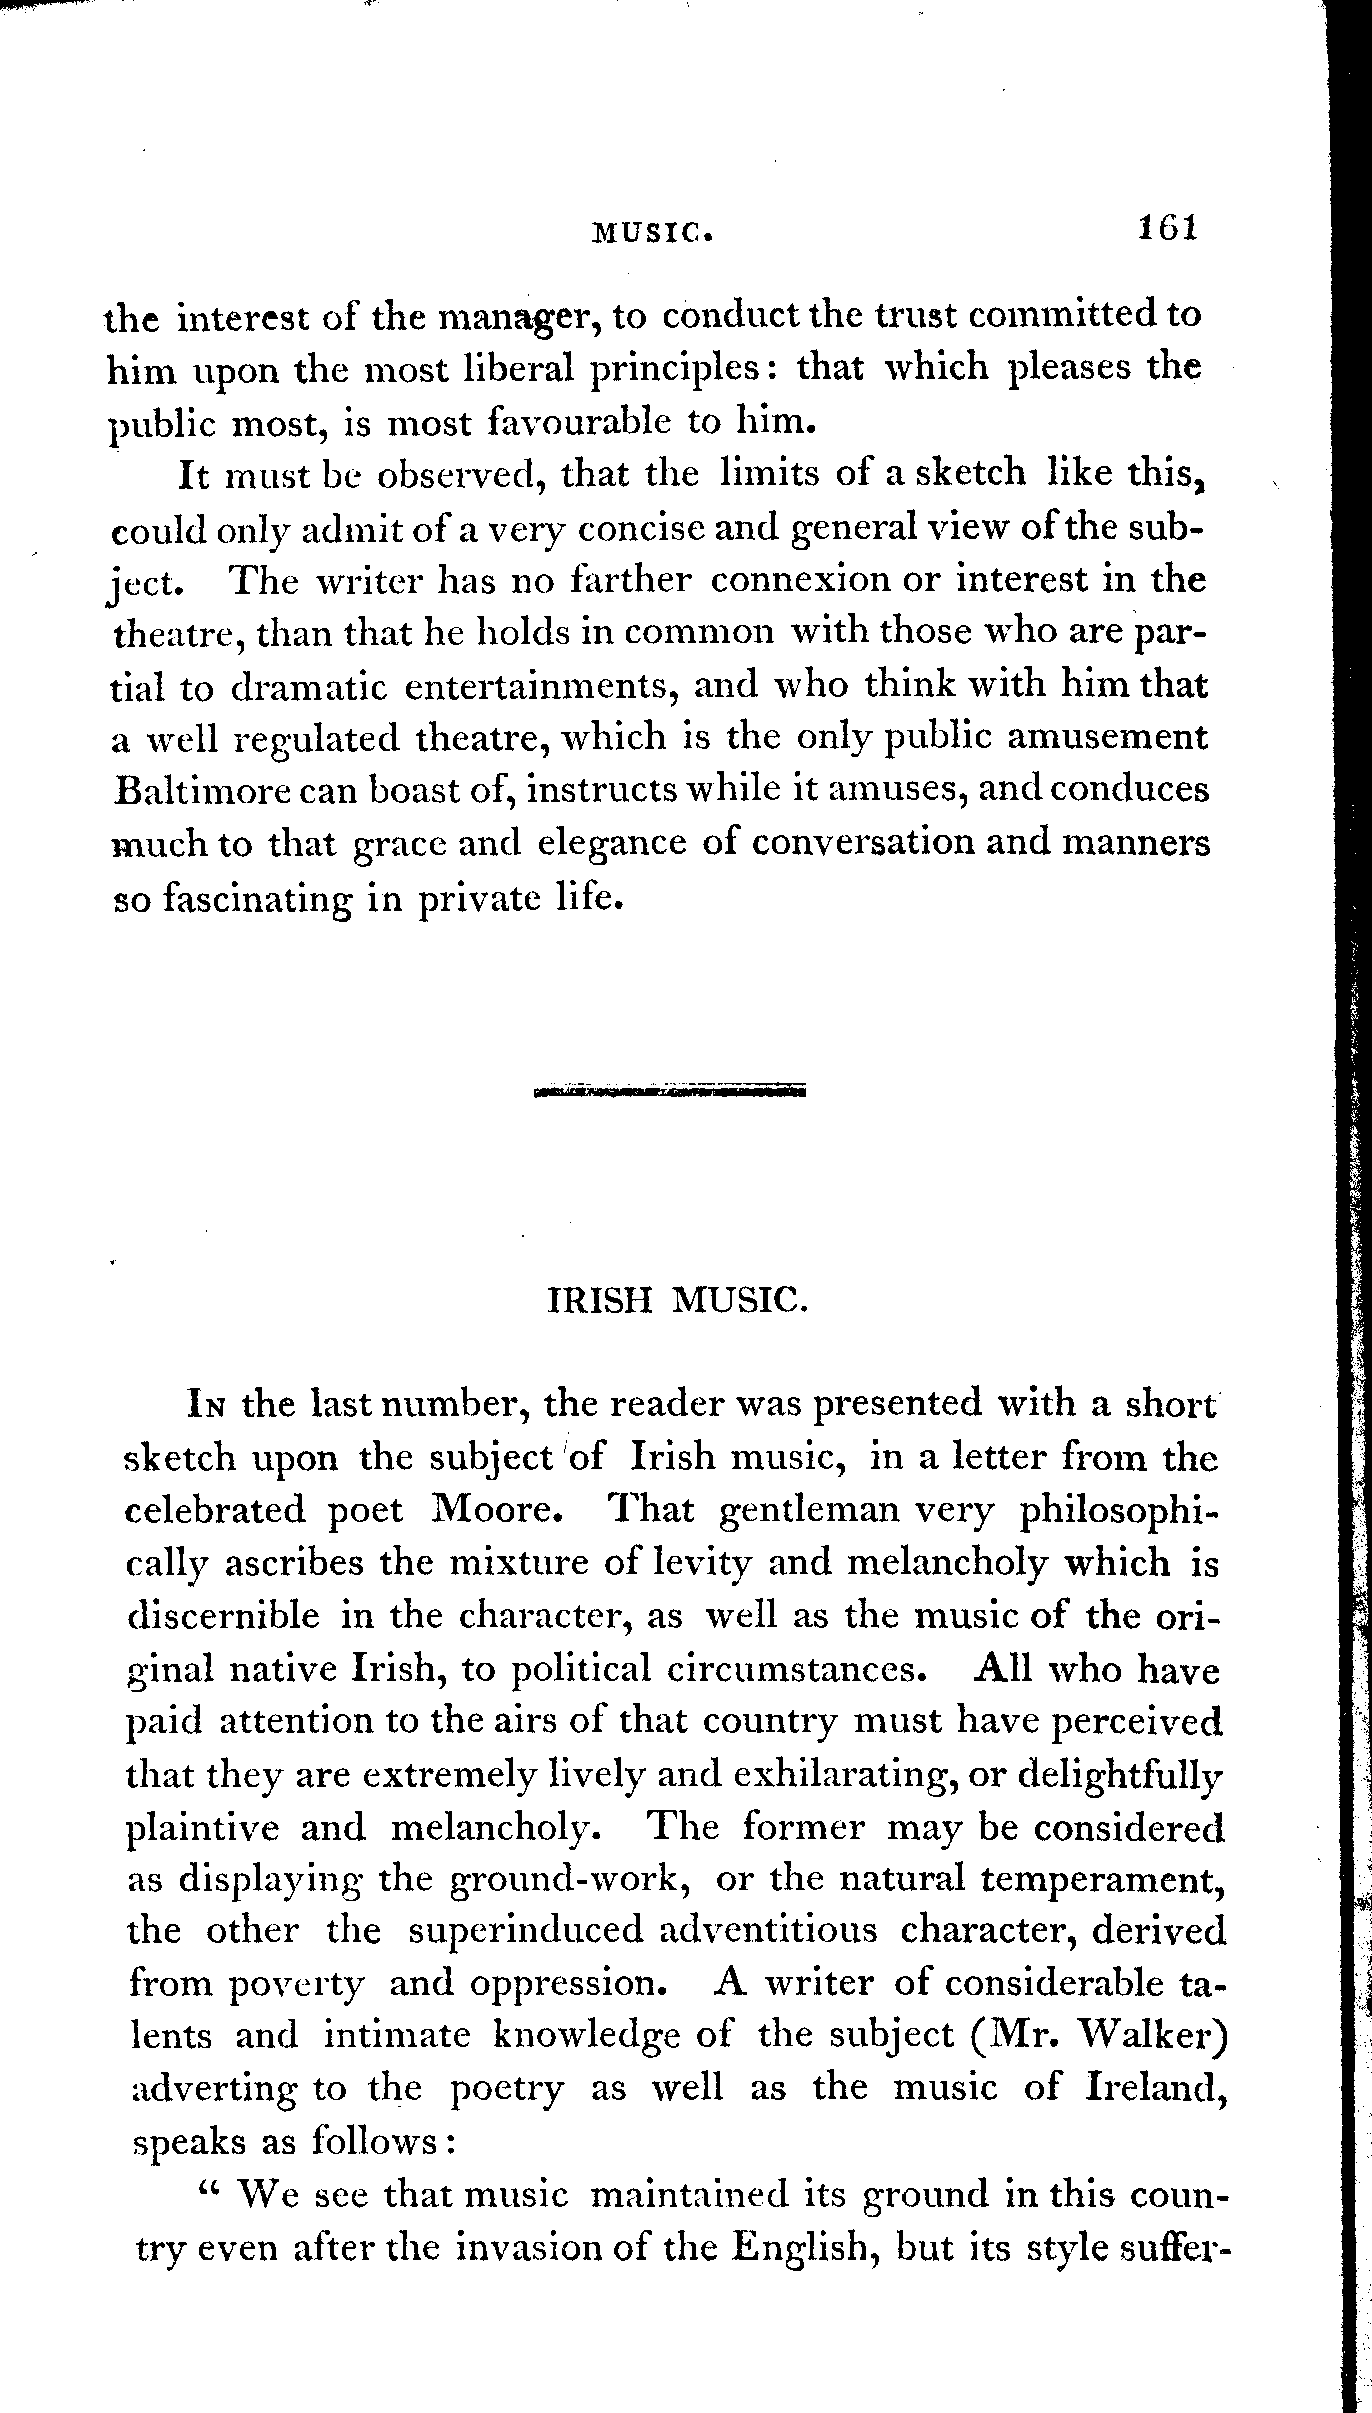 MUSIC. 161
the interest of the manager, to conduct the trust committed to
him upon the most liberal principles: that which pleases the
public most, is most favourable to him.
It must be observed, that the limits of a sketch like this,
could only admit of a very concise and general view of the sub-
ject. The writer has no farther connexion or interest in the
theatre, than that he holds in common with those who are par-
tial to dramatic entertainments, and who think with him that
a well regulated theatre, which is the only public amusement
Baltimore can boast of, instructs while it amuses, and conduces
much to that grace and elegance of conversation and manners
so fascinating in private life.
IRISH MUSIC.
In the last number, the reader was presented with a short
sketch upon the subject of Irish music, in a letter from the
celebrated poet Moore. That gentleman very philosophi-
cally ascribes the mixture of levity and melancholy which is
discernible in the character, as well as the music of the ori-
ginal native Irish, to political circumstances. All who have
paid attention to the airs of that country must have perceived
that they are extremely lively and exhilarating, or delightfully
plaintive and melancholy. The former may be considered
as displaying the ground-work, or the natural temperament,
the other the superinduced adventitious character, derived
from poverty and oppression. A writer of considerable ta-
lents and intimate knowledge of the subject (Mr. Walker)
adverting to the poetry as well as the music of Ireland,
speaks as follows:
“ We see that music maintained its ground in this coun-
try even after the invasion of the English, but its style suffer-